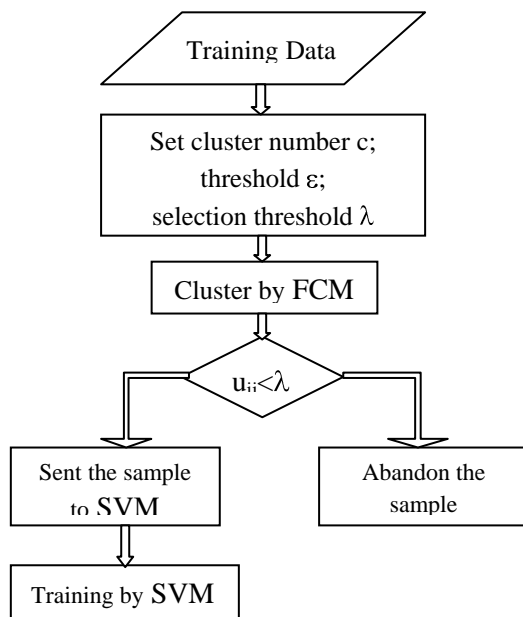 Training Data
Set cluster number c;
threshold ε;
selection threshold λ
Cluster by FCM
uᵢⱼ<λ
Sent the sample
to SVM
Abandon the
sample
Training by SVM